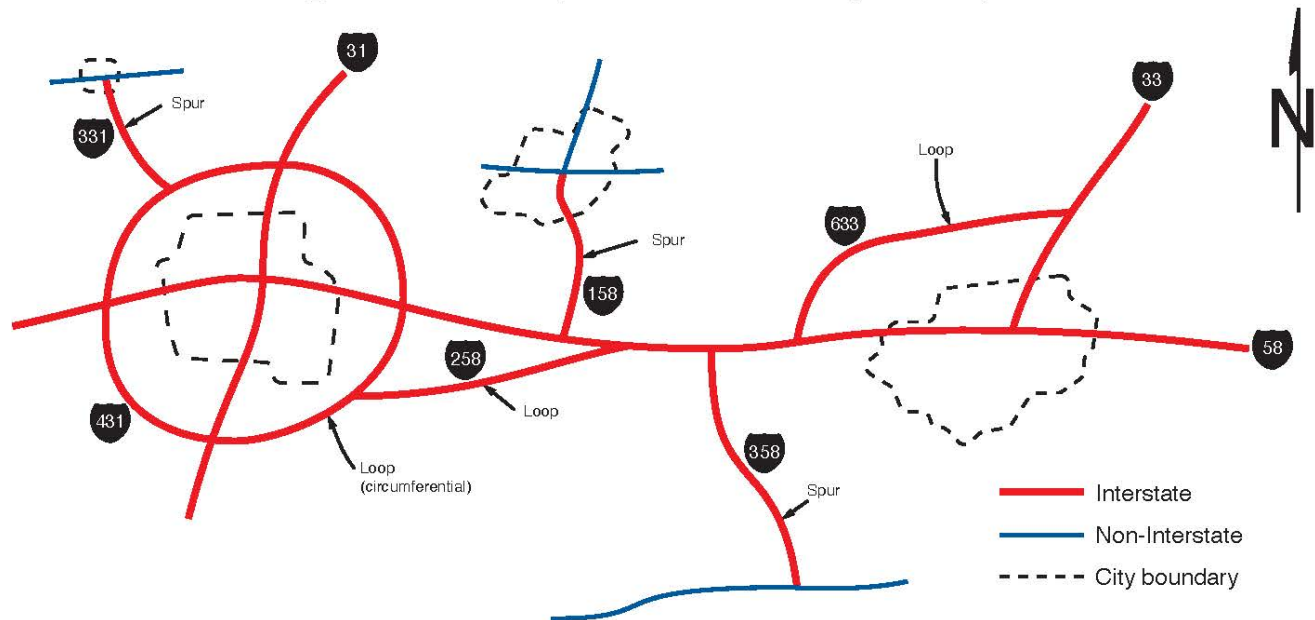 31
33
N
Spur
331
Loop
633
Spur
158
258
58
431
Loop
358
Loop
(circumferential)
Spur
Interstate
Non-Interstate
City boundary